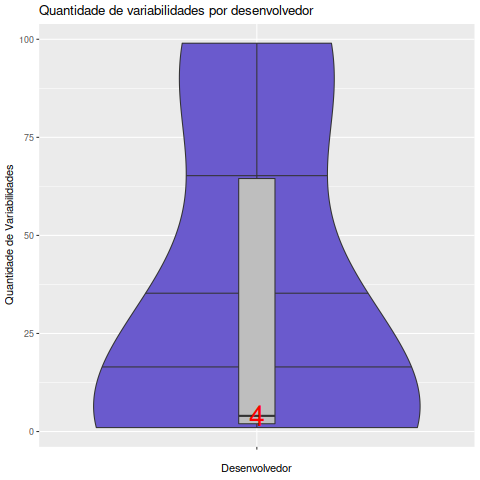 Quantidade de variabilidades por desenvolvedor
100
75
50
25
0
Quantidade de Variabilidades
4
Desenvolvedor